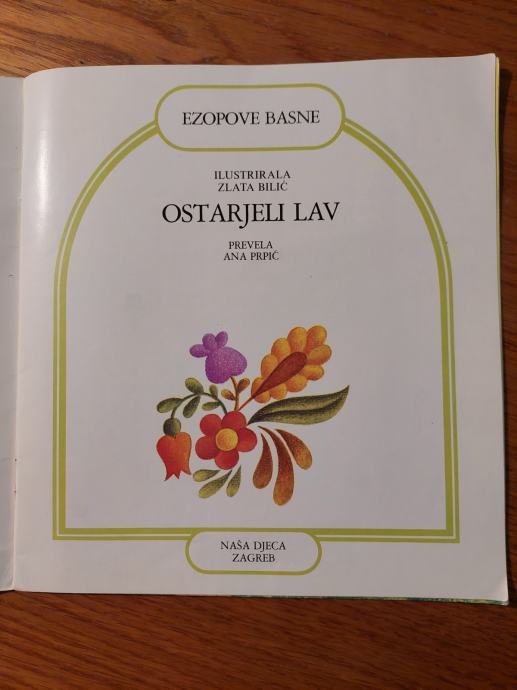 EZOPOVE BASNE
ILUSTRIRALA
ZLATA BILIĆ
OSTARJELI LAV
PREVELA
ANA PRPIĆ
NAŠA DJECA
ZAGREB